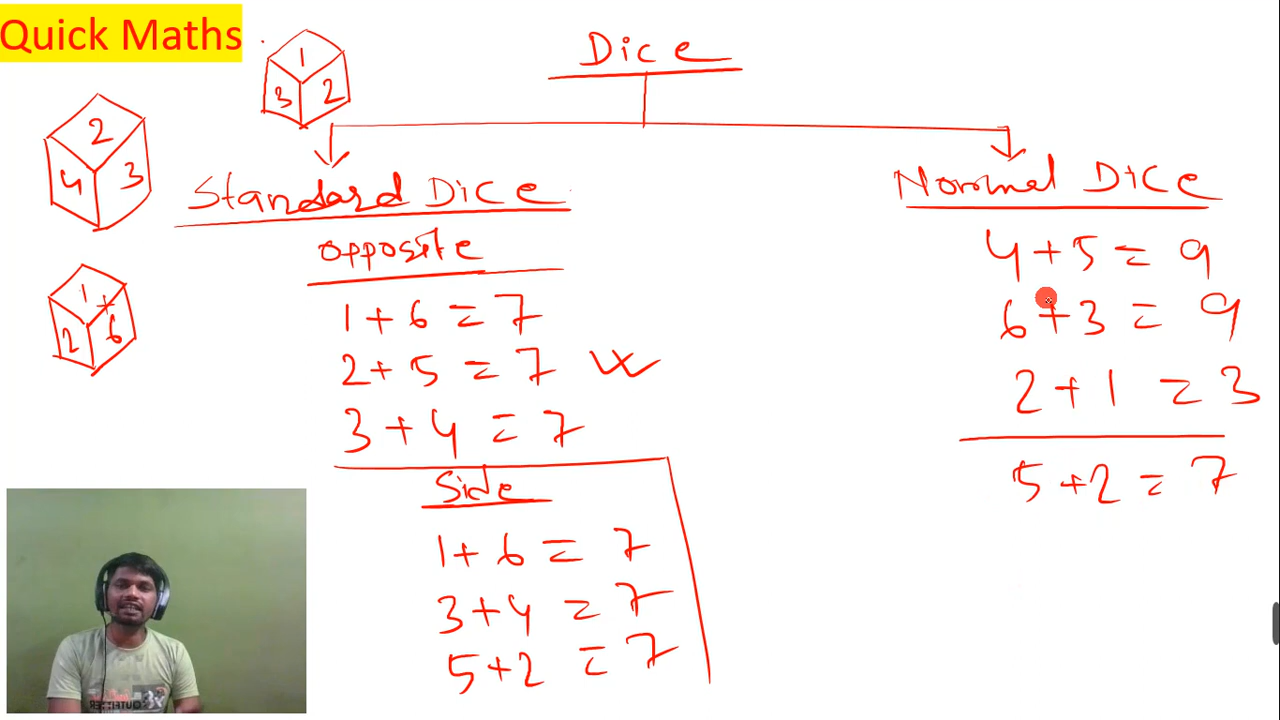 Quick Maths
Dice
1
3 2
2
4 3
1
2 6
Standard Dice
opposite
1 + 6 = 7
2 + 5 = 7
3 + 4 = 7
Side
1 + 6 = 7
3 + 4 = 7
5 + 2 = 7
Normal Dice
4 + 5 = 9
6 + 3 = 9
2 + 1 = 3
5 + 2 = 7